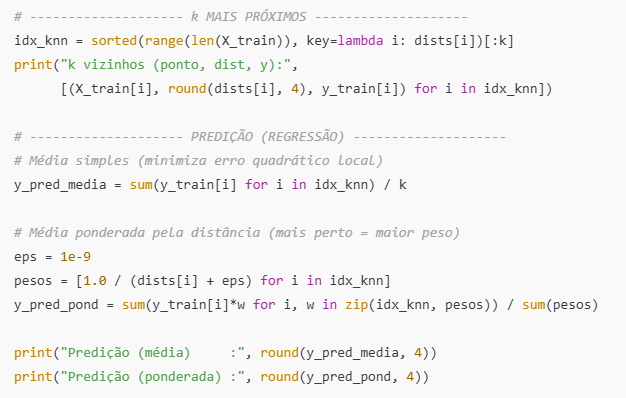 # -------------------- k MAIS PRÓXIMOS --------------------
idx_knn = sorted(range(len(X_train)), key=lambda i: dists[i])[:k]
print("k vizinhos (ponto, dist, y):",
      [(X_train[i], round(dists[i], 4), y_train[i]) for i in idx_knn])

# -------------------- PREDIÇÃO (REGRESSÃO) --------------------
# Média simples (minimiza erro quadrático local)
y_pred_media = sum(y_train[i] for i in idx_knn) / k

# Média ponderada pela distância (mais perto = maior peso)
eps = 1e-9
pesos = [1.0 / (dists[i] + eps) for i in idx_knn]
y_pred_pond = sum(y_train[i]*w for i, w in zip(idx_knn, pesos)) / sum(pesos)

print("Predição (média)     :", round(y_pred_media, 4))
print("Predição (ponderada) :", round(y_pred_pond, 4))